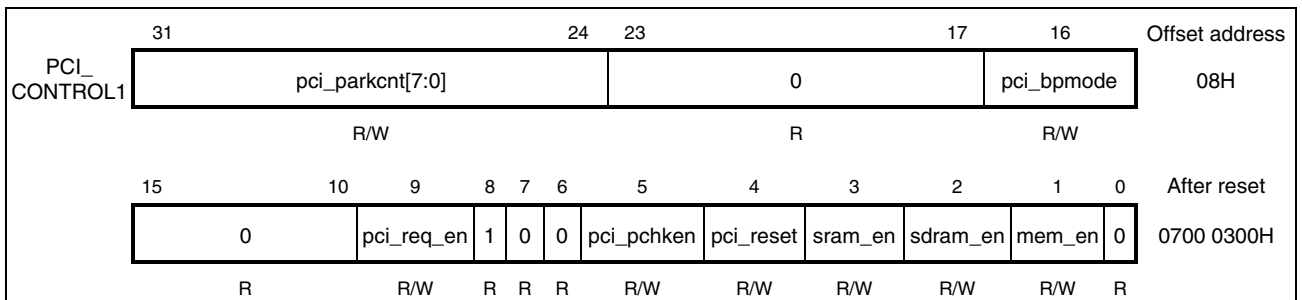 31 24 23 17 16 Offset address
PCI_
CONTROL1
pci_parkcnt[7:0] 0 pci_bpmode 08H
R/W R R/W
15 10 9 8 7 6 5 4 3 2 1 0 After reset
0 pci_req_en 1 0 0 pci_pchken pci_reset sram_en sdram_en mem_en 0 0700 0300H
R R/W R R R R/W R/W R/W R/W R/W R